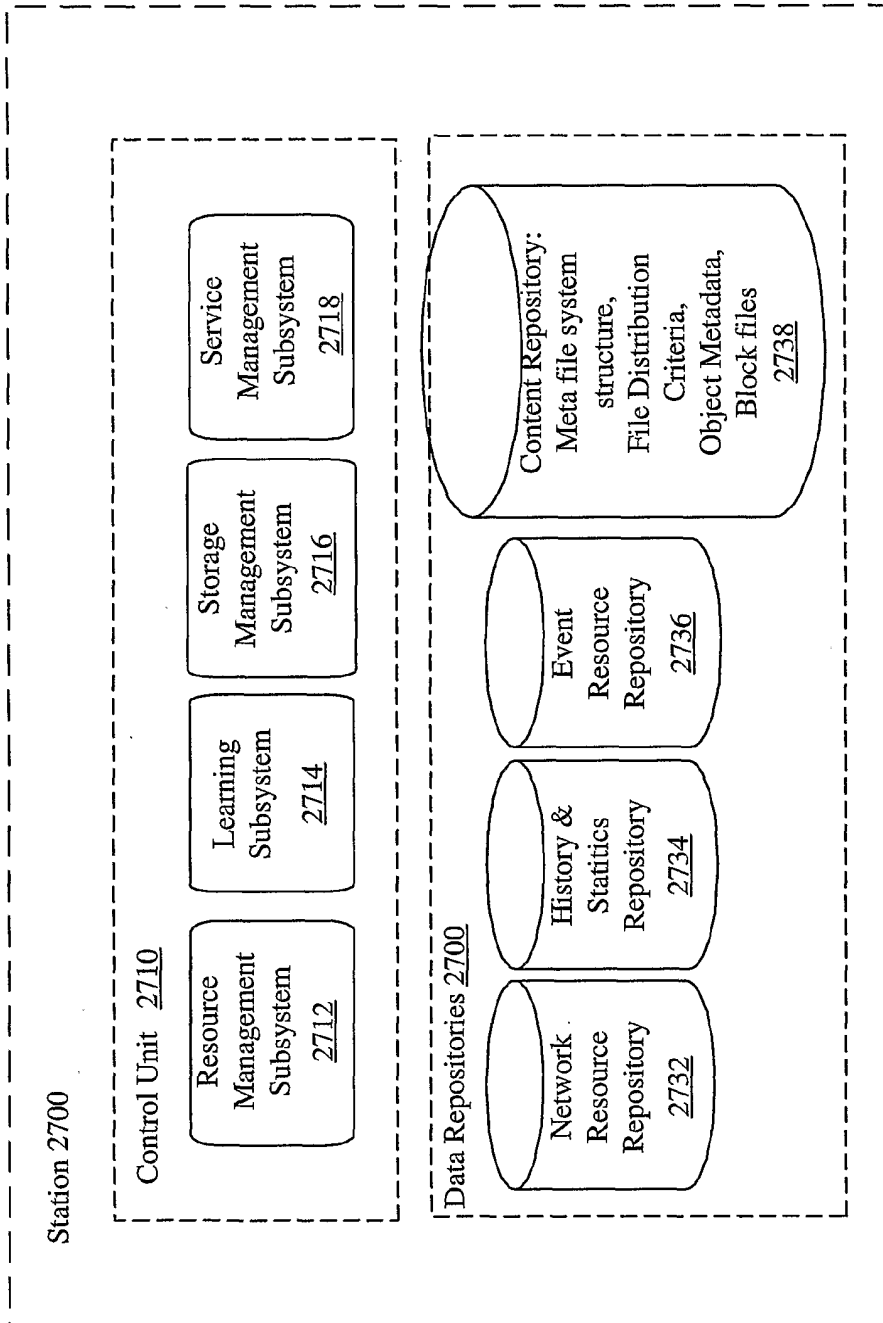 Station 2700
Control Unit 2710
Resource
Management
Subsystem
2712
Learning
Subsystem
2714
Storage
Management
Subsystem
2716
Service
Management
Subsystem
2718
Data Repositories 2700
Network
Resource
Repository
2732
History &
Statitics
Repository
2734
Event
Resource
Repository
2736
Content Repository:
Meta file system
structure,
File Distribution
Criteria,
Object Metadata,
Block files
2738